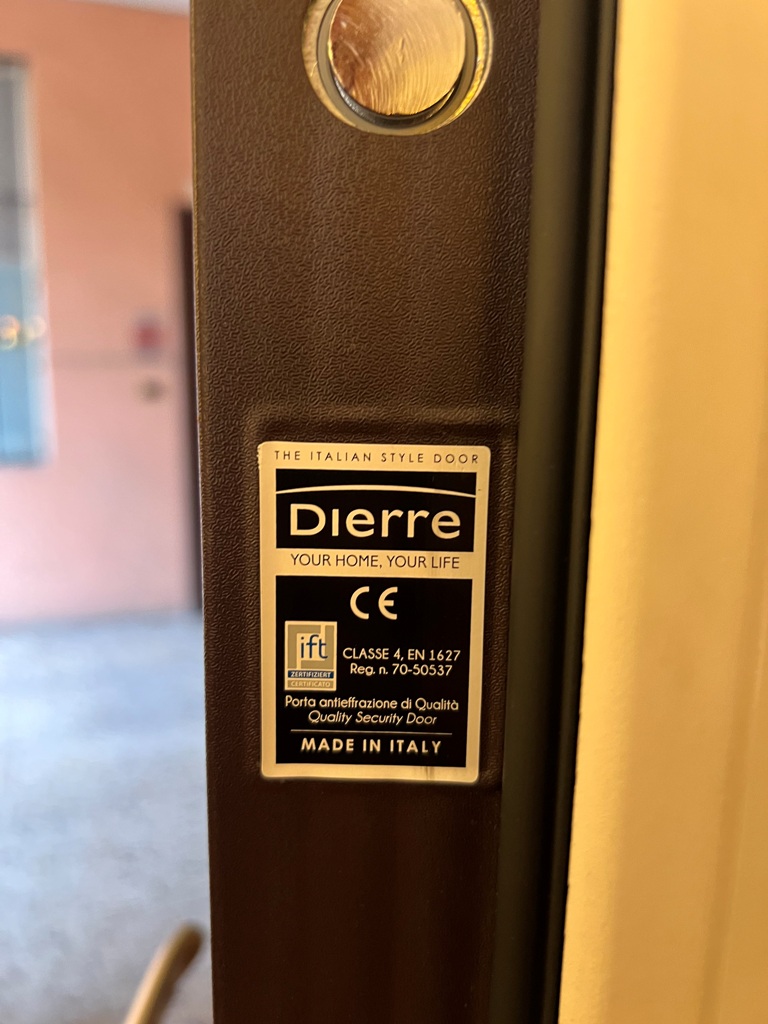 THE ITALIAN STYLE DOOR
Dierre
YOUR HOME, YOUR LIFE
CE
ift
ZERTIFIZIERT
CERTIFICATO
CLASSE 4, EN 1627
Reg. n. 70-50537
Porta antieffrazione di Qualità
Quality Security Door
MADE IN ITALY